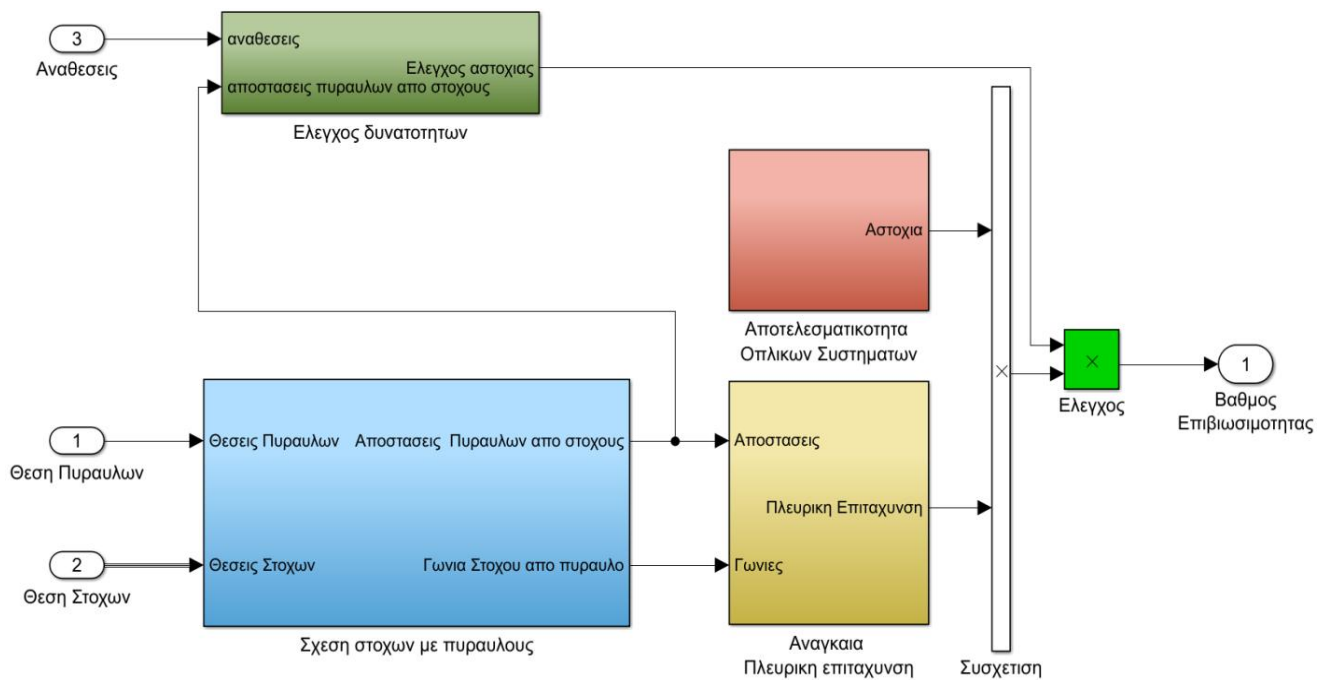 3
Αναθεσεις
αναθεσεις
Ελεγχος αστοχιας
αποστασεις πυραυλων απο στοχους
Ελεγχος δυνατοτητων
Αστοχια
Αποτελεσματικοτητα
Οπλικων Συστηματων
×
×
Ελεγχος
1
Βαθμος
Επιβιωσιμοτητας
1
Θεση Πυραυλων
Θεσεις Πυραυλων
Αποστασεις Πυραυλων απο στοχους
2
Θεση Στοχων
Θεσεις Στοχων
Γωνια Στοχου απο πυραυλο
Σχεση στοχων με πυραυλους
Αποστασεις
Πλευρικη Επιταχυνση
Γωνιες
Αναγκαια
Πλευρικη επιταχυνση
Συσχετιση